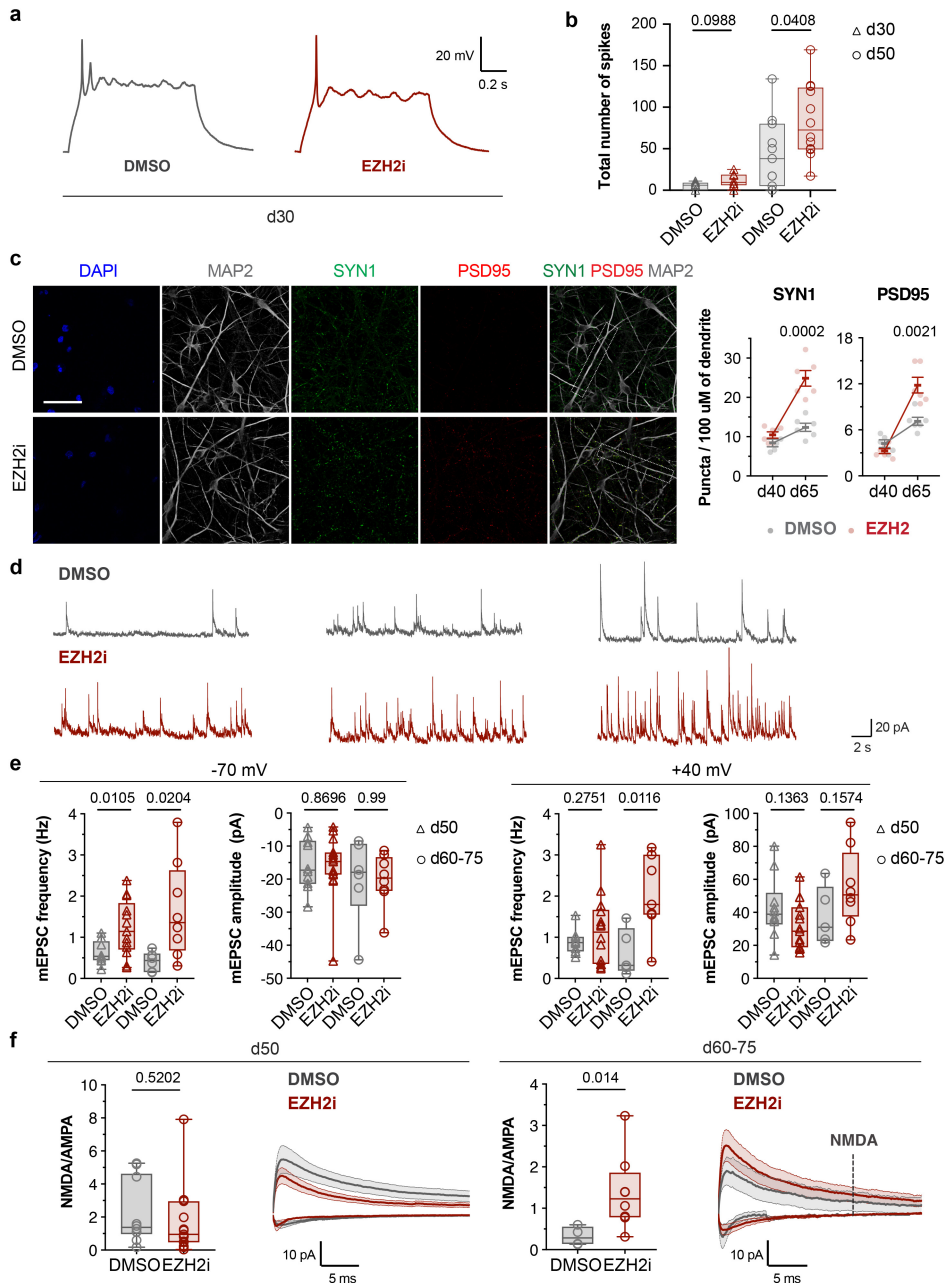 a
20 mV
0.2 s
DMSO
EZH2i
d30
b
0.0988
0.0408
d30
d50
Total number of spikes
200
150
100
50
0
DMSO
EZH2i
DMSO
EZH2i
c
DAPI
MAP2
SYN1
PSD95
SYN1 PSD95 MAP2
DMSO
EZH2i
SYN1
PSD95
0.0002
0.0021
Puncta / 100 uM of dendrite
30
20
10
0
18
12
6
0
d40 d65
d40 d65
DMSO
EZH2
d
DMSO
EZH2i
20 pA
2 s
e
-70 mV
+40 mV
0.0105
0.0204
mEPSC frequency (Hz)
4
3
2
1
0
DMSO
EZH2i
DMSO
EZH2i
0.8696
0.99
mEPSC amplitude (pA)
0
-10
-20
-30
-40
-50
DMSO
EZH2i
DMSO
EZH2i
d50
d60-75
0.2751
0.0116
mEPSC frequency (Hz)
4
3
2
1
0
DMSO
EZH2i
DMSO
EZH2i
0.1363
0.1574
mEPSC amplitude (pA)
100
80
60
40
20
0
DMSO
EZH2i
DMSO
EZH2i
d50
d60-75
f
d50
d60-75
0.5202
NMDA/AMPA
10
8
6
4
2
0
DMSO EZH2i
DMSO
EZH2i
10 pA
5 ms
0.014
NMDA/AMPA
4
3
2
1
0
DMSO EZH2i
DMSO
EZH2i
NMDA
10 pA
5 ms